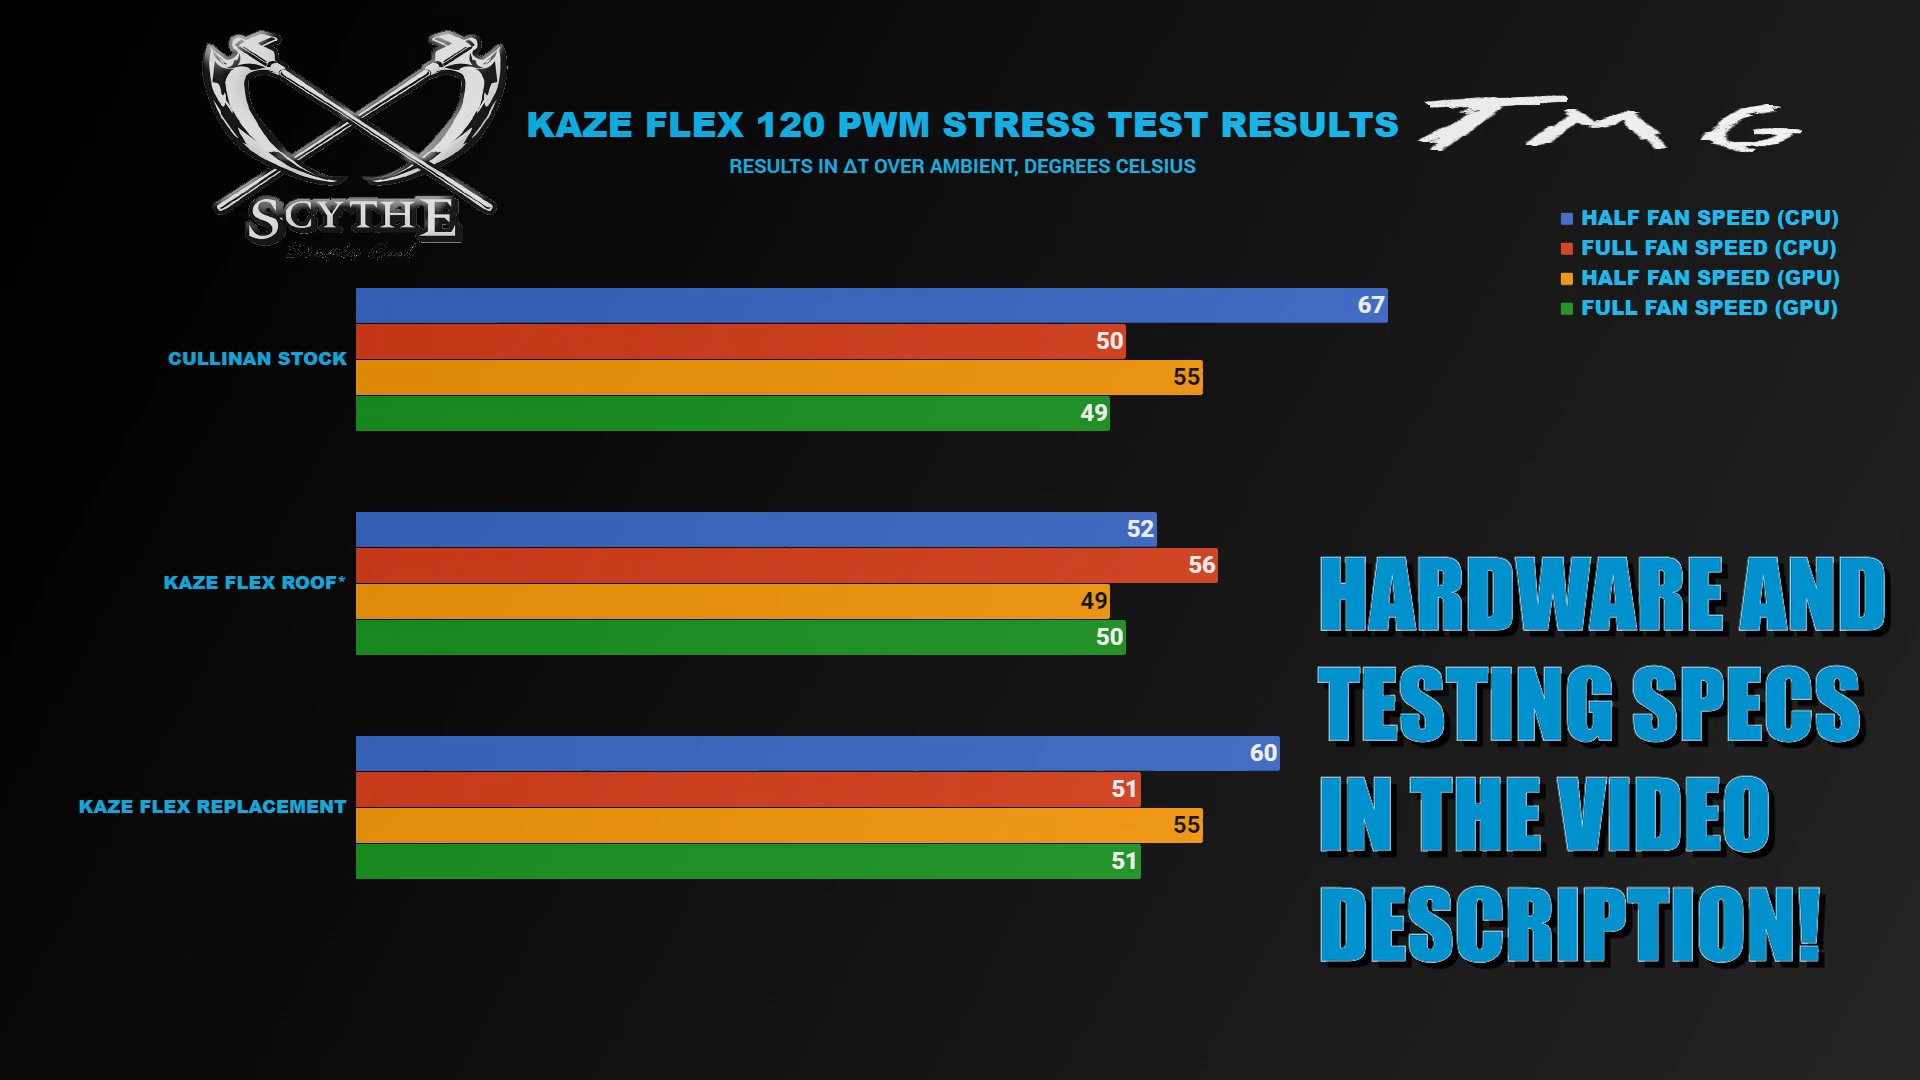 SCYTHE
KAZE FLEX 120 PWM STRESS TEST RESULTS
RESULTS IN ΔT OVER AMBIENT, DEGREES CELSIUS
TMG
HALF FAN SPEED (CPU)
FULL FAN SPEED (CPU)
HALF FAN SPEED (GPU)
FULL FAN SPEED (GPU)
CULLINAN STOCK
67
50
55
49
KAZE FLEX ROOF*
52
56
49
50
KAZE FLEX REPLACEMENT
60
51
55
51
HARDWARE AND
TESTING SPECS
IN THE VIDEO
DESCRIPTION!